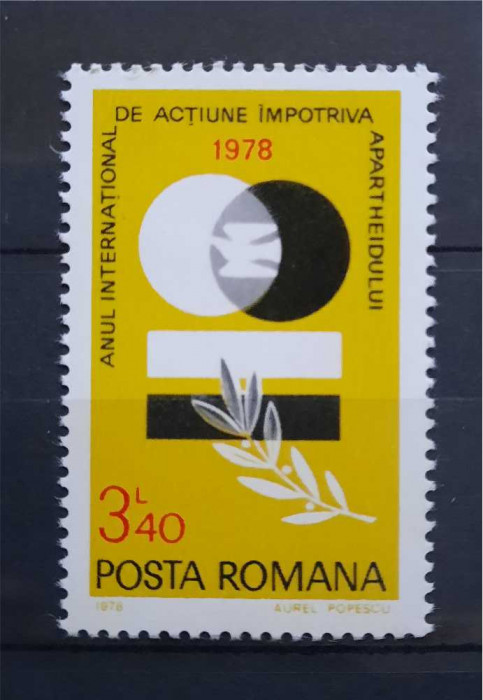 ANUL INTERNAȚIONAL
DE ACȚIUNE ÎMPOTRIVA
APARTHEIDULUI
1978
3L40
POSTA ROMANA
1978 AUREL POPESCU